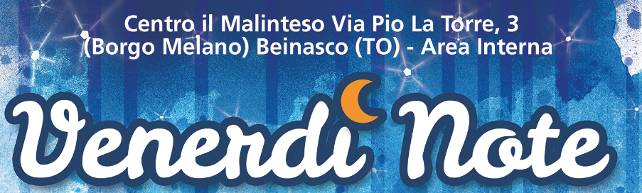 Centro il Malinteso Via Pio La Torre, 3
(Borgo Melano) Beinasco (TO) - Area Interna
Venerdì Note